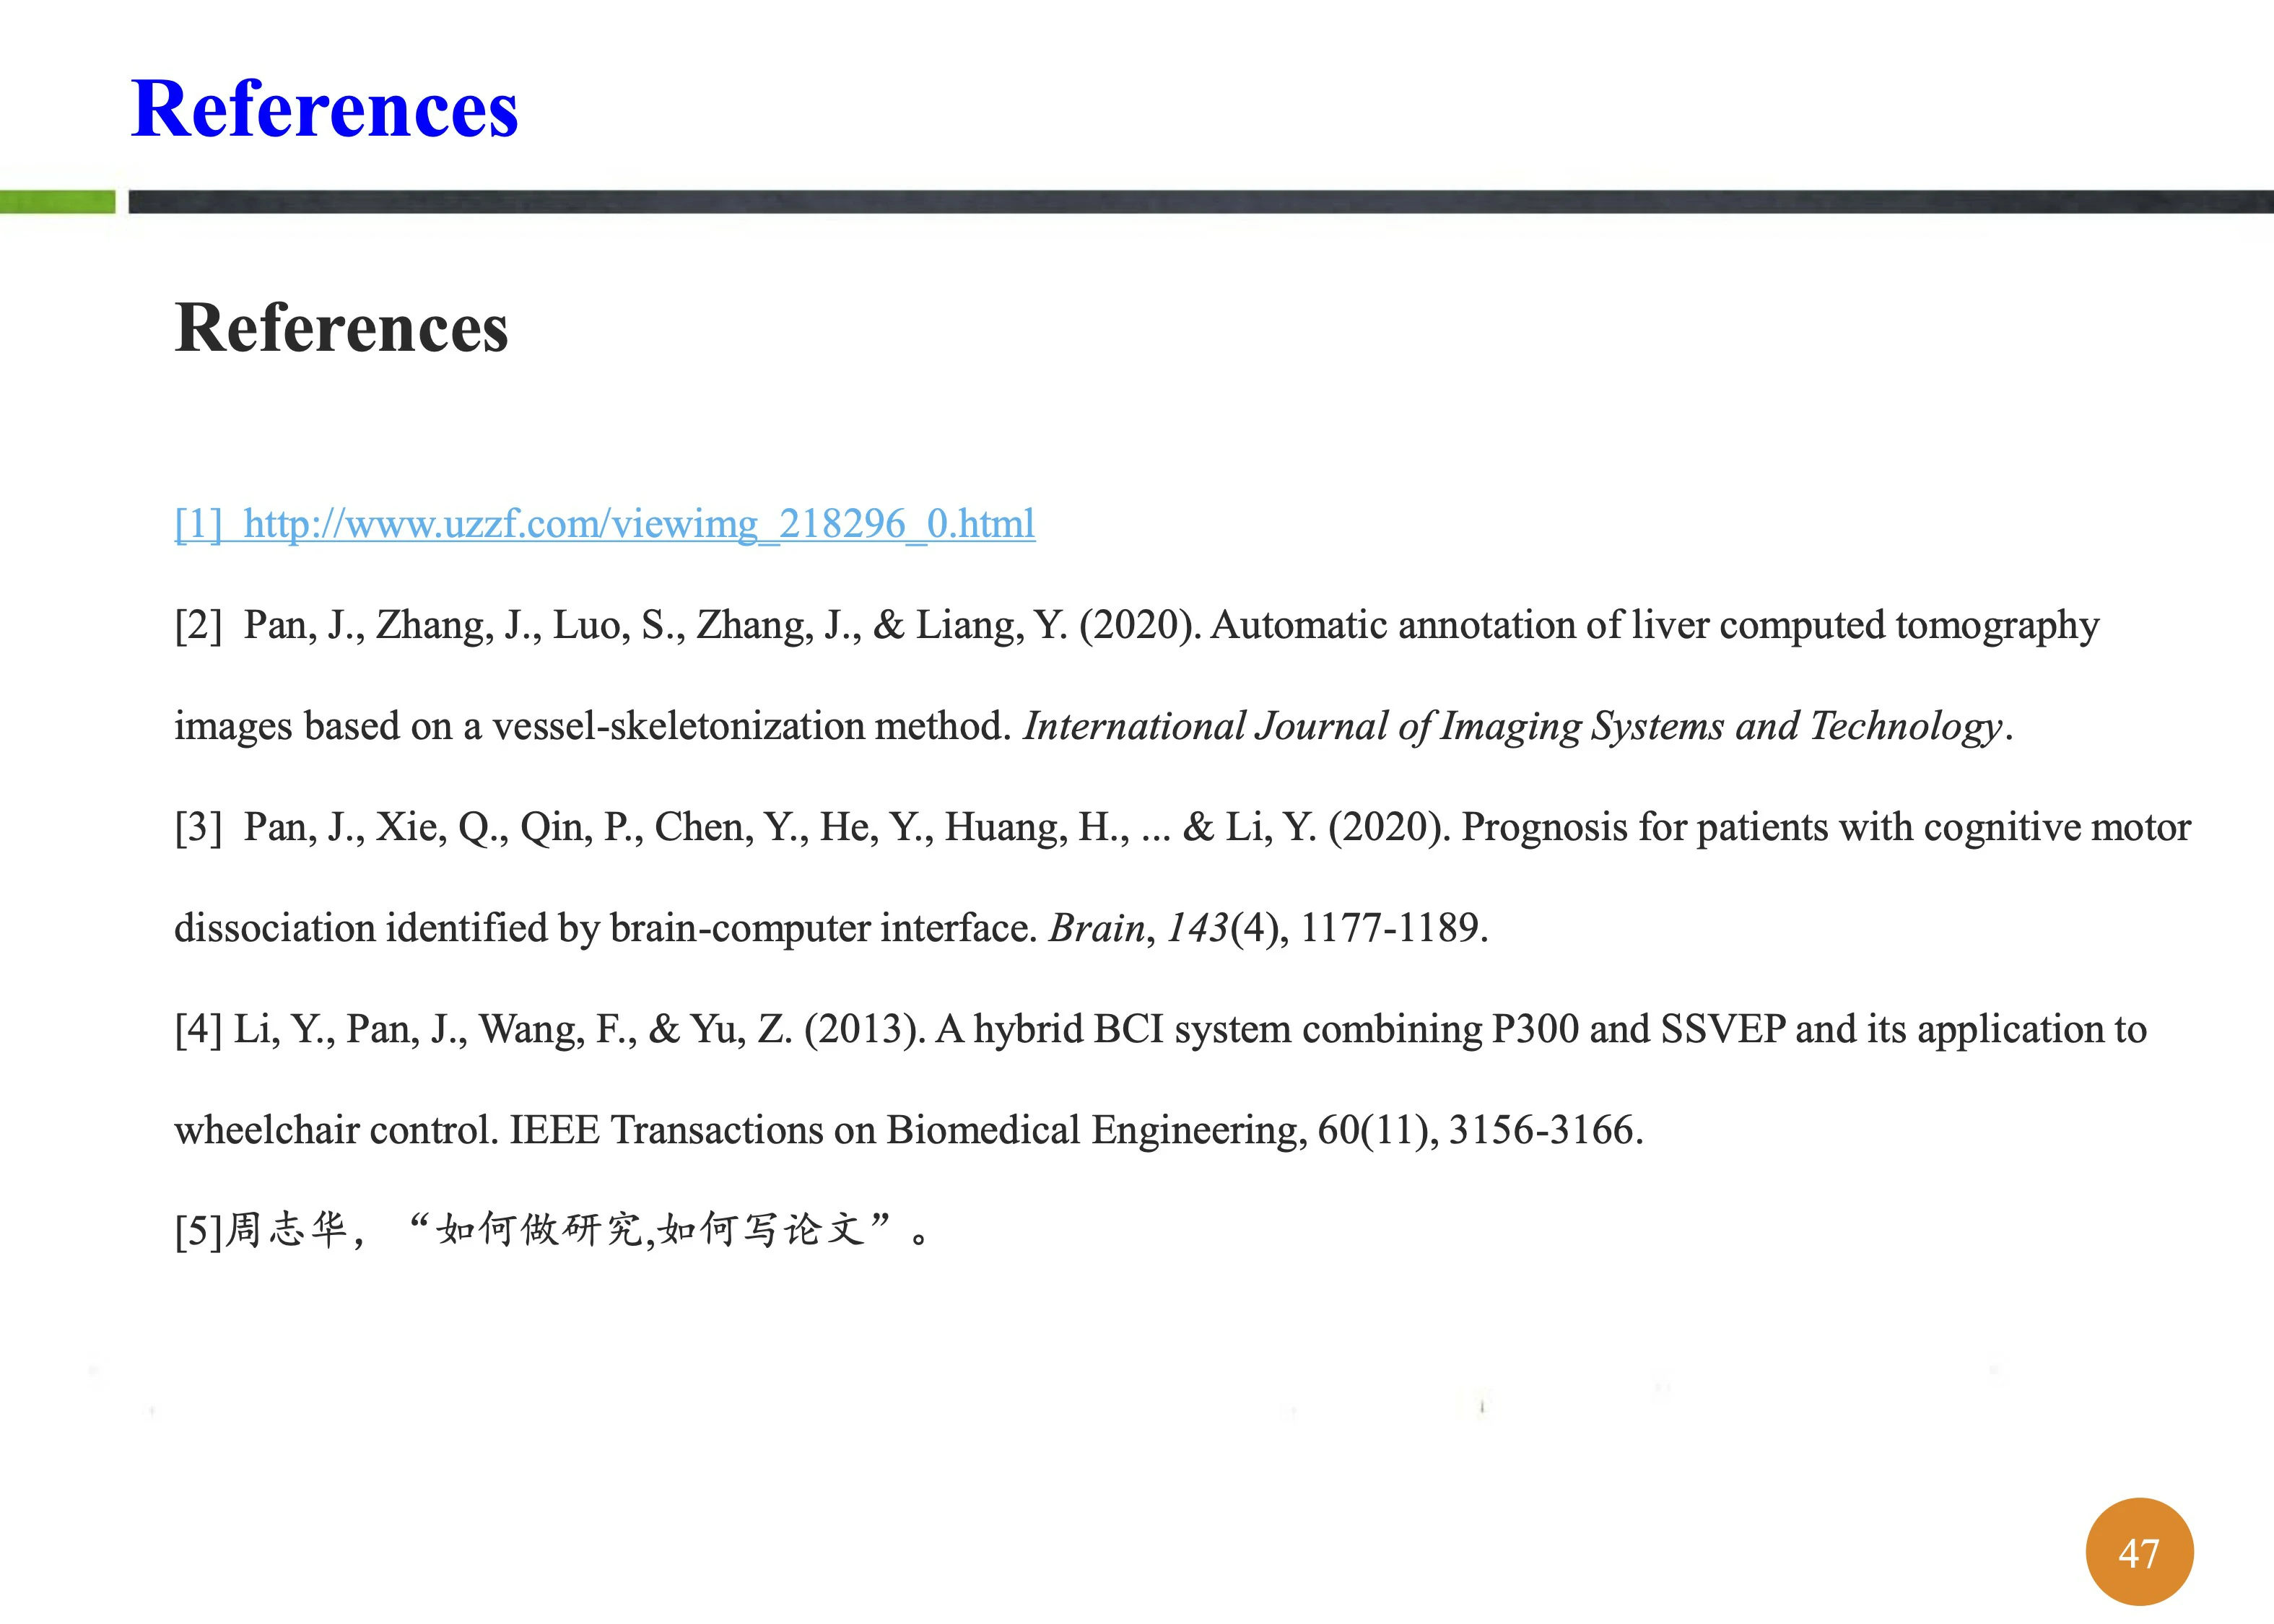 References
References
[1] http://www.uzzf.com/viewimg_218296_0.html
[2] Pan, J., Zhang, J., Luo, S., Zhang, J., & Liang, Y. (2020). Automatic annotation of liver computed tomography
images based on a vessel-skeletonization method. International Journal of Imaging Systems and Technology.
[3] Pan, J., Xie, Q., Qin, P., Chen, Y., He, Y., Huang, H., ... & Li, Y. (2020). Prognosis for patients with cognitive motor
dissociation identified by brain-computer interface. Brain, 143(4), 1177-1189.
[4] Li, Y., Pan, J., Wang, F., & Yu, Z. (2013). A hybrid BCI system combining P300 and SSVEP and its application to
wheelchair control. IEEE Transactions on Biomedical Engineering, 60(11), 3156-3166.
[5]周志华，“如何做研究,如何写论文”。
47